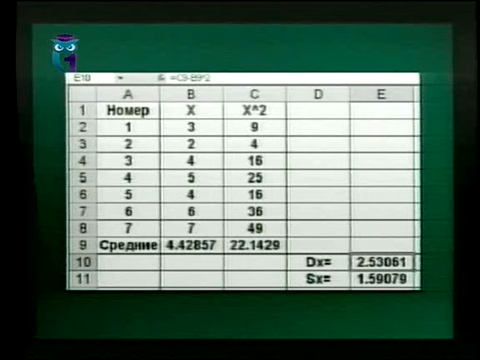 1
E10 =C9-B9^2
A B C D E
1 Номер X X^2
2 1 3 9
3 2 2 4
4 3 4 16
5 4 5 25
6 5 4 16
7 6 6 36
8 7 7 49
9 Средние 4.42857 22.1429
10 Dx= 2.53061
11 Sx= 1.59079